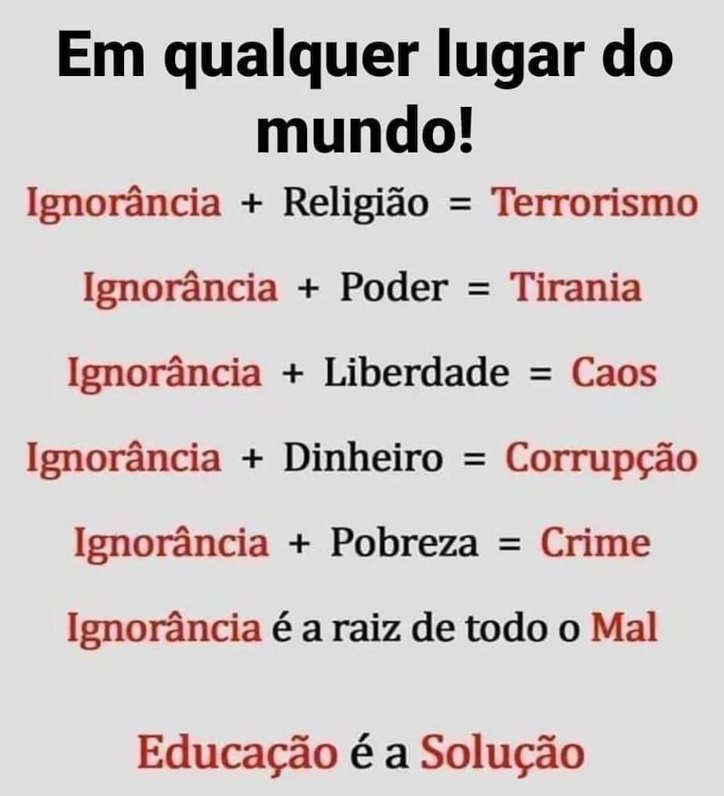 Em qualquer lugar do
mundo!
Ignorância + Religião = Terrorismo
Ignorância + Poder = Tirania
Ignorância + Liberdade = Caos
Ignorância + Dinheiro = Corrupção
Ignorância + Pobreza = Crime
Ignorância é a raiz de todo o Mal
Educação é a Solução